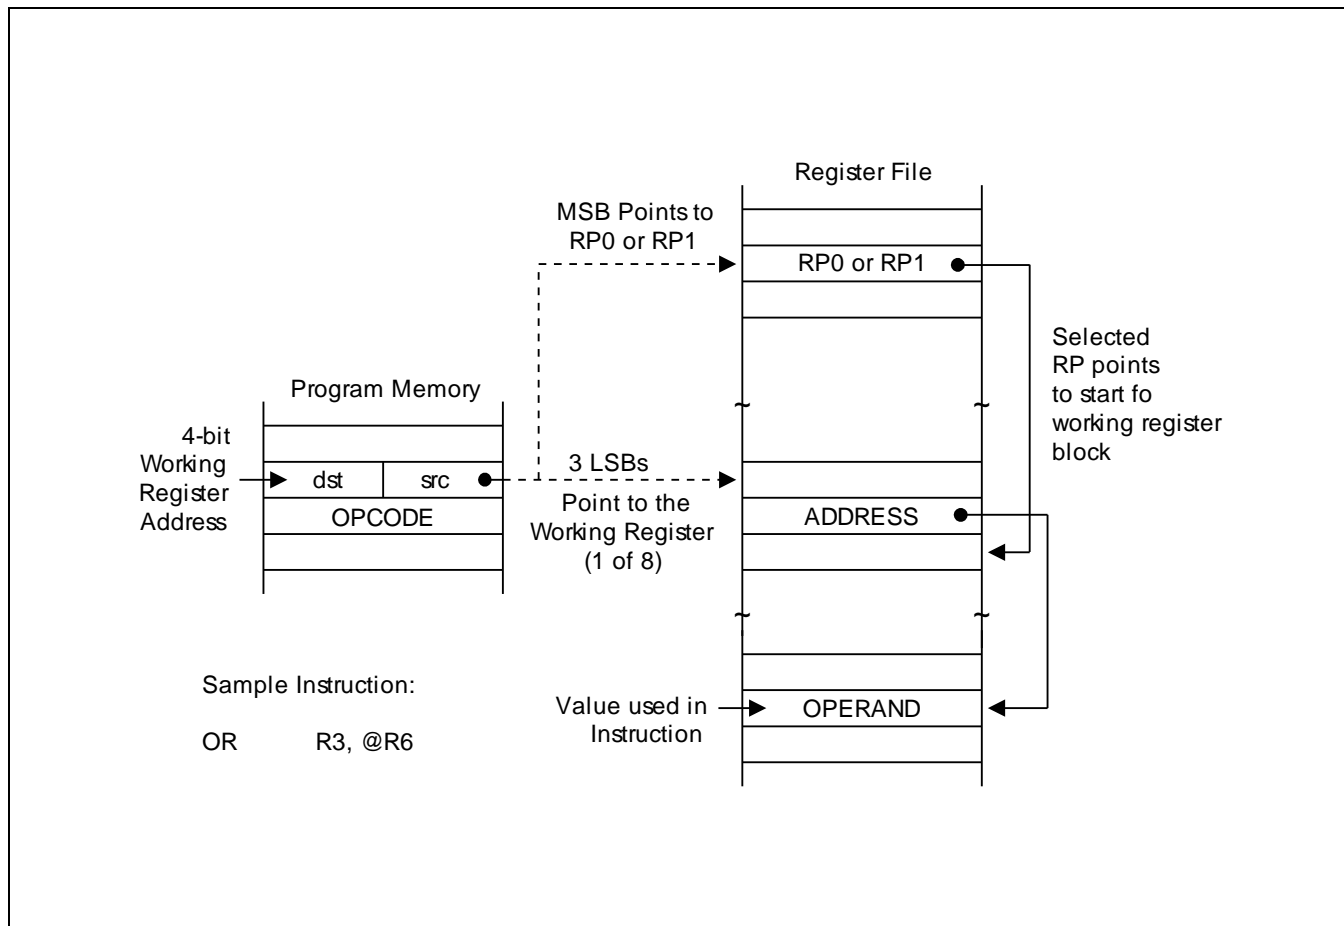 Register File
MSB Points to
RP0 or RP1
RP0 or RP1
Selected
RP points
to start fo
working register
block
Program Memory
4-bit
Working
Register
Address
dst
src
OPCODE
3 LSBs
Point to the
Working Register
(1 of 8)
ADDRESS
~
~
~
~
Sample Instruction:
OR R3, @R6
Value used in
Instruction
OPERAND